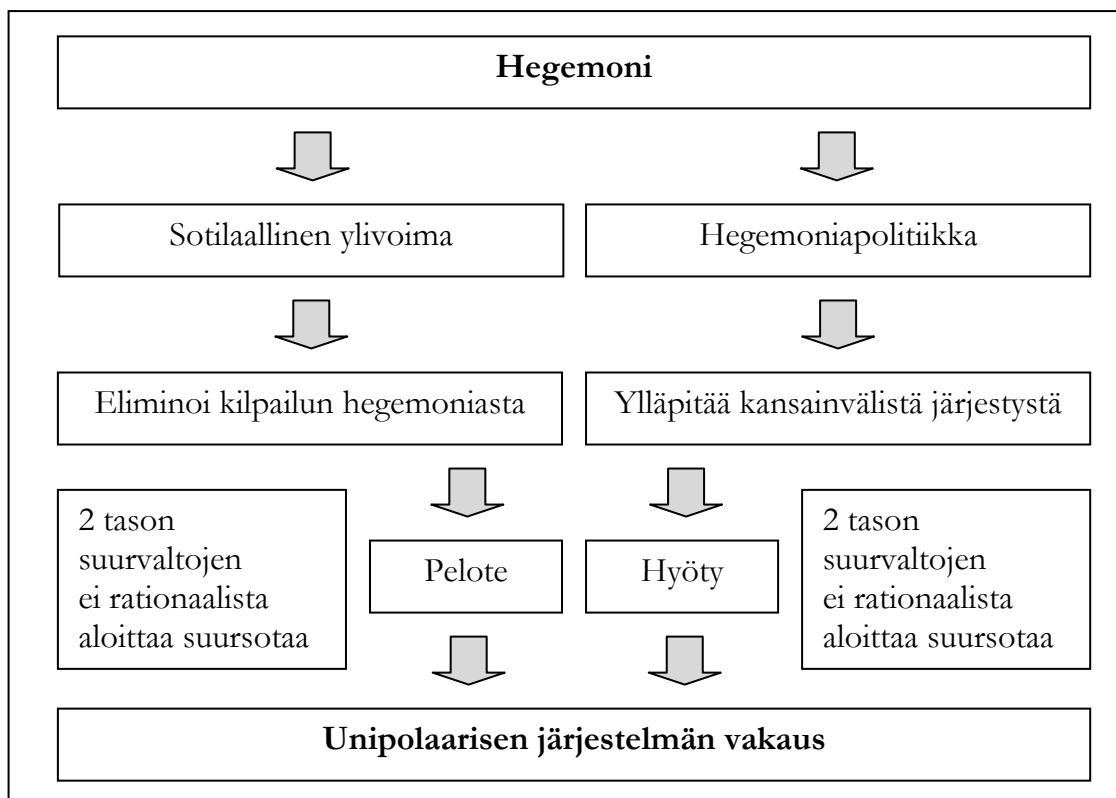 Hegemoni
Sotilaallinen ylivoima
Hegemoniapolitiikka
Eliminoi kilpailun hegemoniasta
Ylläpitää kansainvälistä järjestystä
2 tason
suurvaltojen
ei rationaalista
aloittaa suursotaa
Pelote
Hyöty
2 tason
suurvaltojen
ei rationaalista
aloittaa suursotaa
Unipolaarisen järjestelmän vakaus